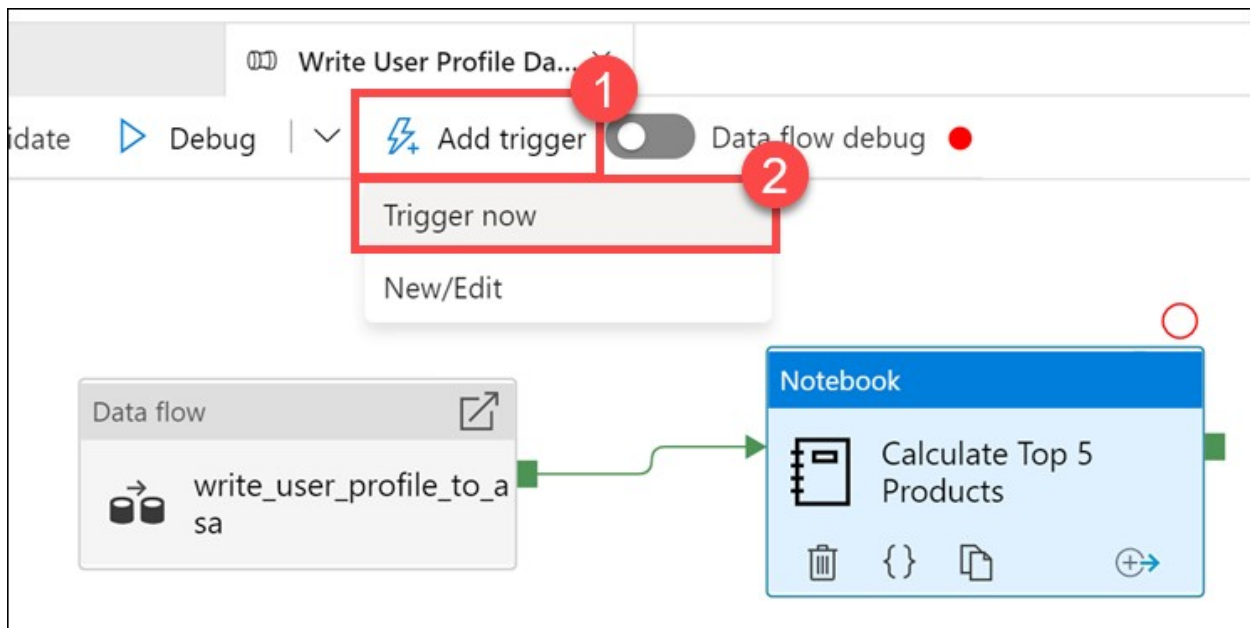 Write User Profile Da...
1
idate
Debug
Add trigger
Data flow debug
2
Trigger now
New/Edit
Data flow
write_user_profile_to_a
sa
Notebook
Calculate Top 5
Products
{}